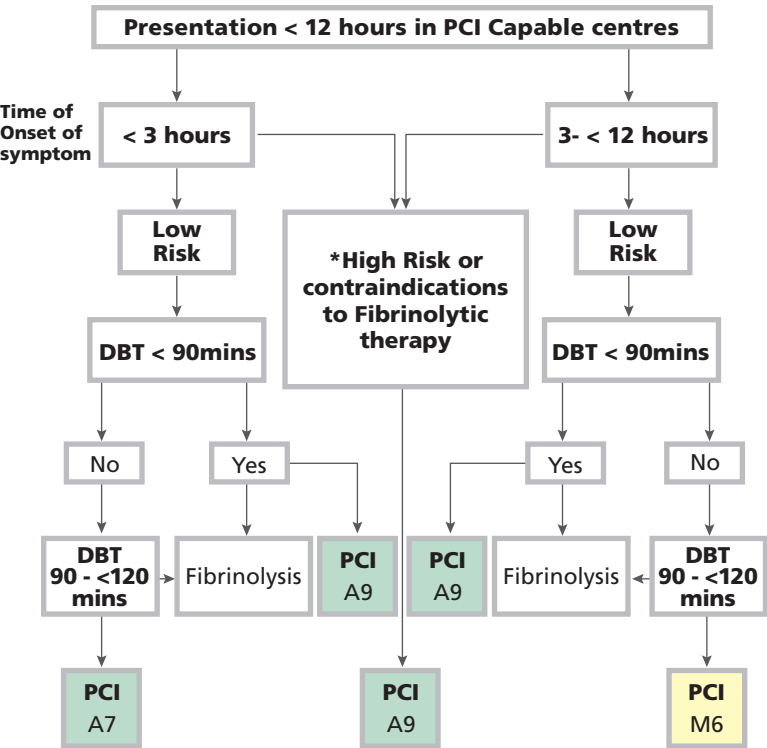 Presentation < 12 hours in PCI Capable centres
Time of
Onset of
symptom
< 3 hours
3- < 12 hours
Low
Risk
*High Risk or
contraindications
to Fibrinolytic
therapy
Low
Risk
DBT < 90mins
DBT < 90mins
No
Yes
Yes
No
DBT
90 - <120
mins
Fibrinolysis
PCI
A9
PCI
A9
Fibrinolysis
DBT
90 - <120
mins
PCI
A7
PCI
A9
PCI
M6